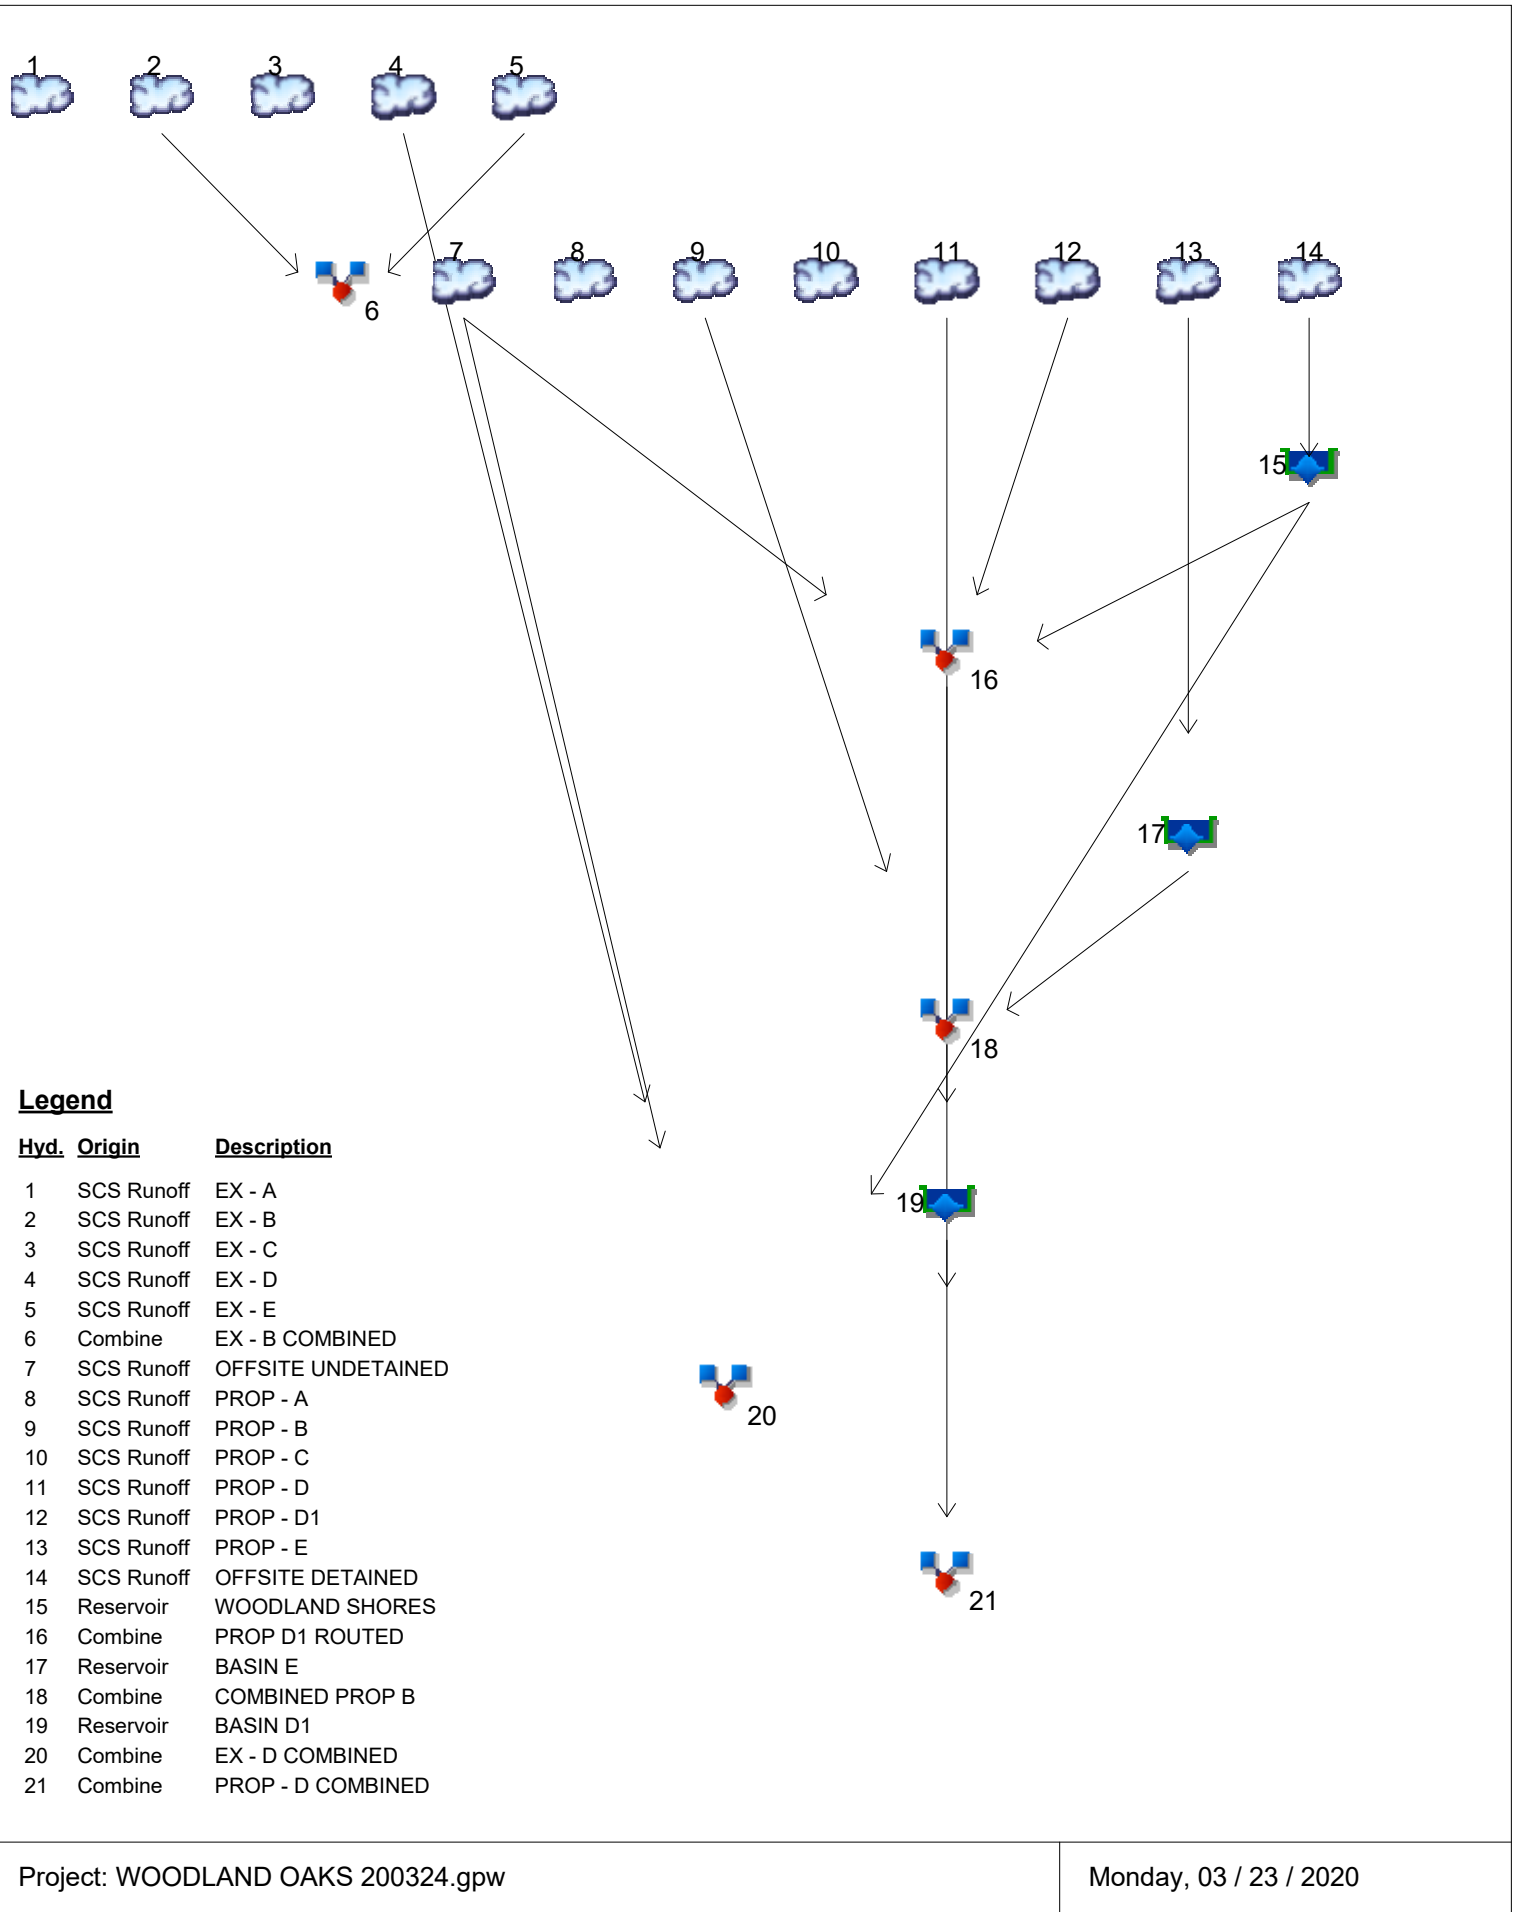 1 2 3 4 5
6
7 8 9 10 11 12 13 14
15
16
17
18
19
20
21
Legend
Hyd. Origin Description
1 SCS Runoff EX - A
2 SCS Runoff EX - B
3 SCS Runoff EX - C
4 SCS Runoff EX - D
5 SCS Runoff EX - E
6 Combine EX - B COMBINED
7 SCS Runoff OFFSITE UNDETAINED
8 SCS Runoff PROP - A
9 SCS Runoff PROP - B
10 SCS Runoff PROP - C
11 SCS Runoff PROP - D
12 SCS Runoff PROP - D1
13 SCS Runoff PROP - E
14 SCS Runoff OFFSITE DETAINED
15 Reservoir WOODLAND SHORES
16 Combine PROP D1 ROUTED
17 Reservoir BASIN E
18 Combine COMBINED PROP B
19 Reservoir BASIN D1
20 Combine EX - D COMBINED
21 Combine PROP - D COMBINED
Project: WOODLAND OAKS 200324.gpw
Monday, 03 / 23 / 2020